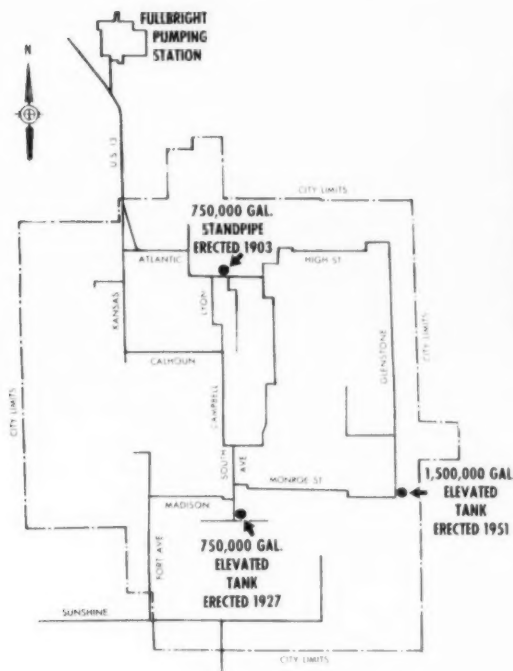 FULLBRIGHT
PUMPING
STATION
N
U.S. 13
CITY LIMITS
750,000 GAL.
STANDPIPE
ERECTED 1903
ATLANTIC
HIGH ST
KANSAS
LYON
GLENSTONE
CITY LIMITS
CALHOUN
CITY LIMITS
CAMPBELL
SOUTH
AVE
MONROE ST
1,500,000 GAL.
ELEVATED
TANK
ERECTED 1951
MADISON
750,000 GAL.
ELEVATED
TANK
ERECTED 1927
FORT AVE
SUNSHINE
CITY LIMITS